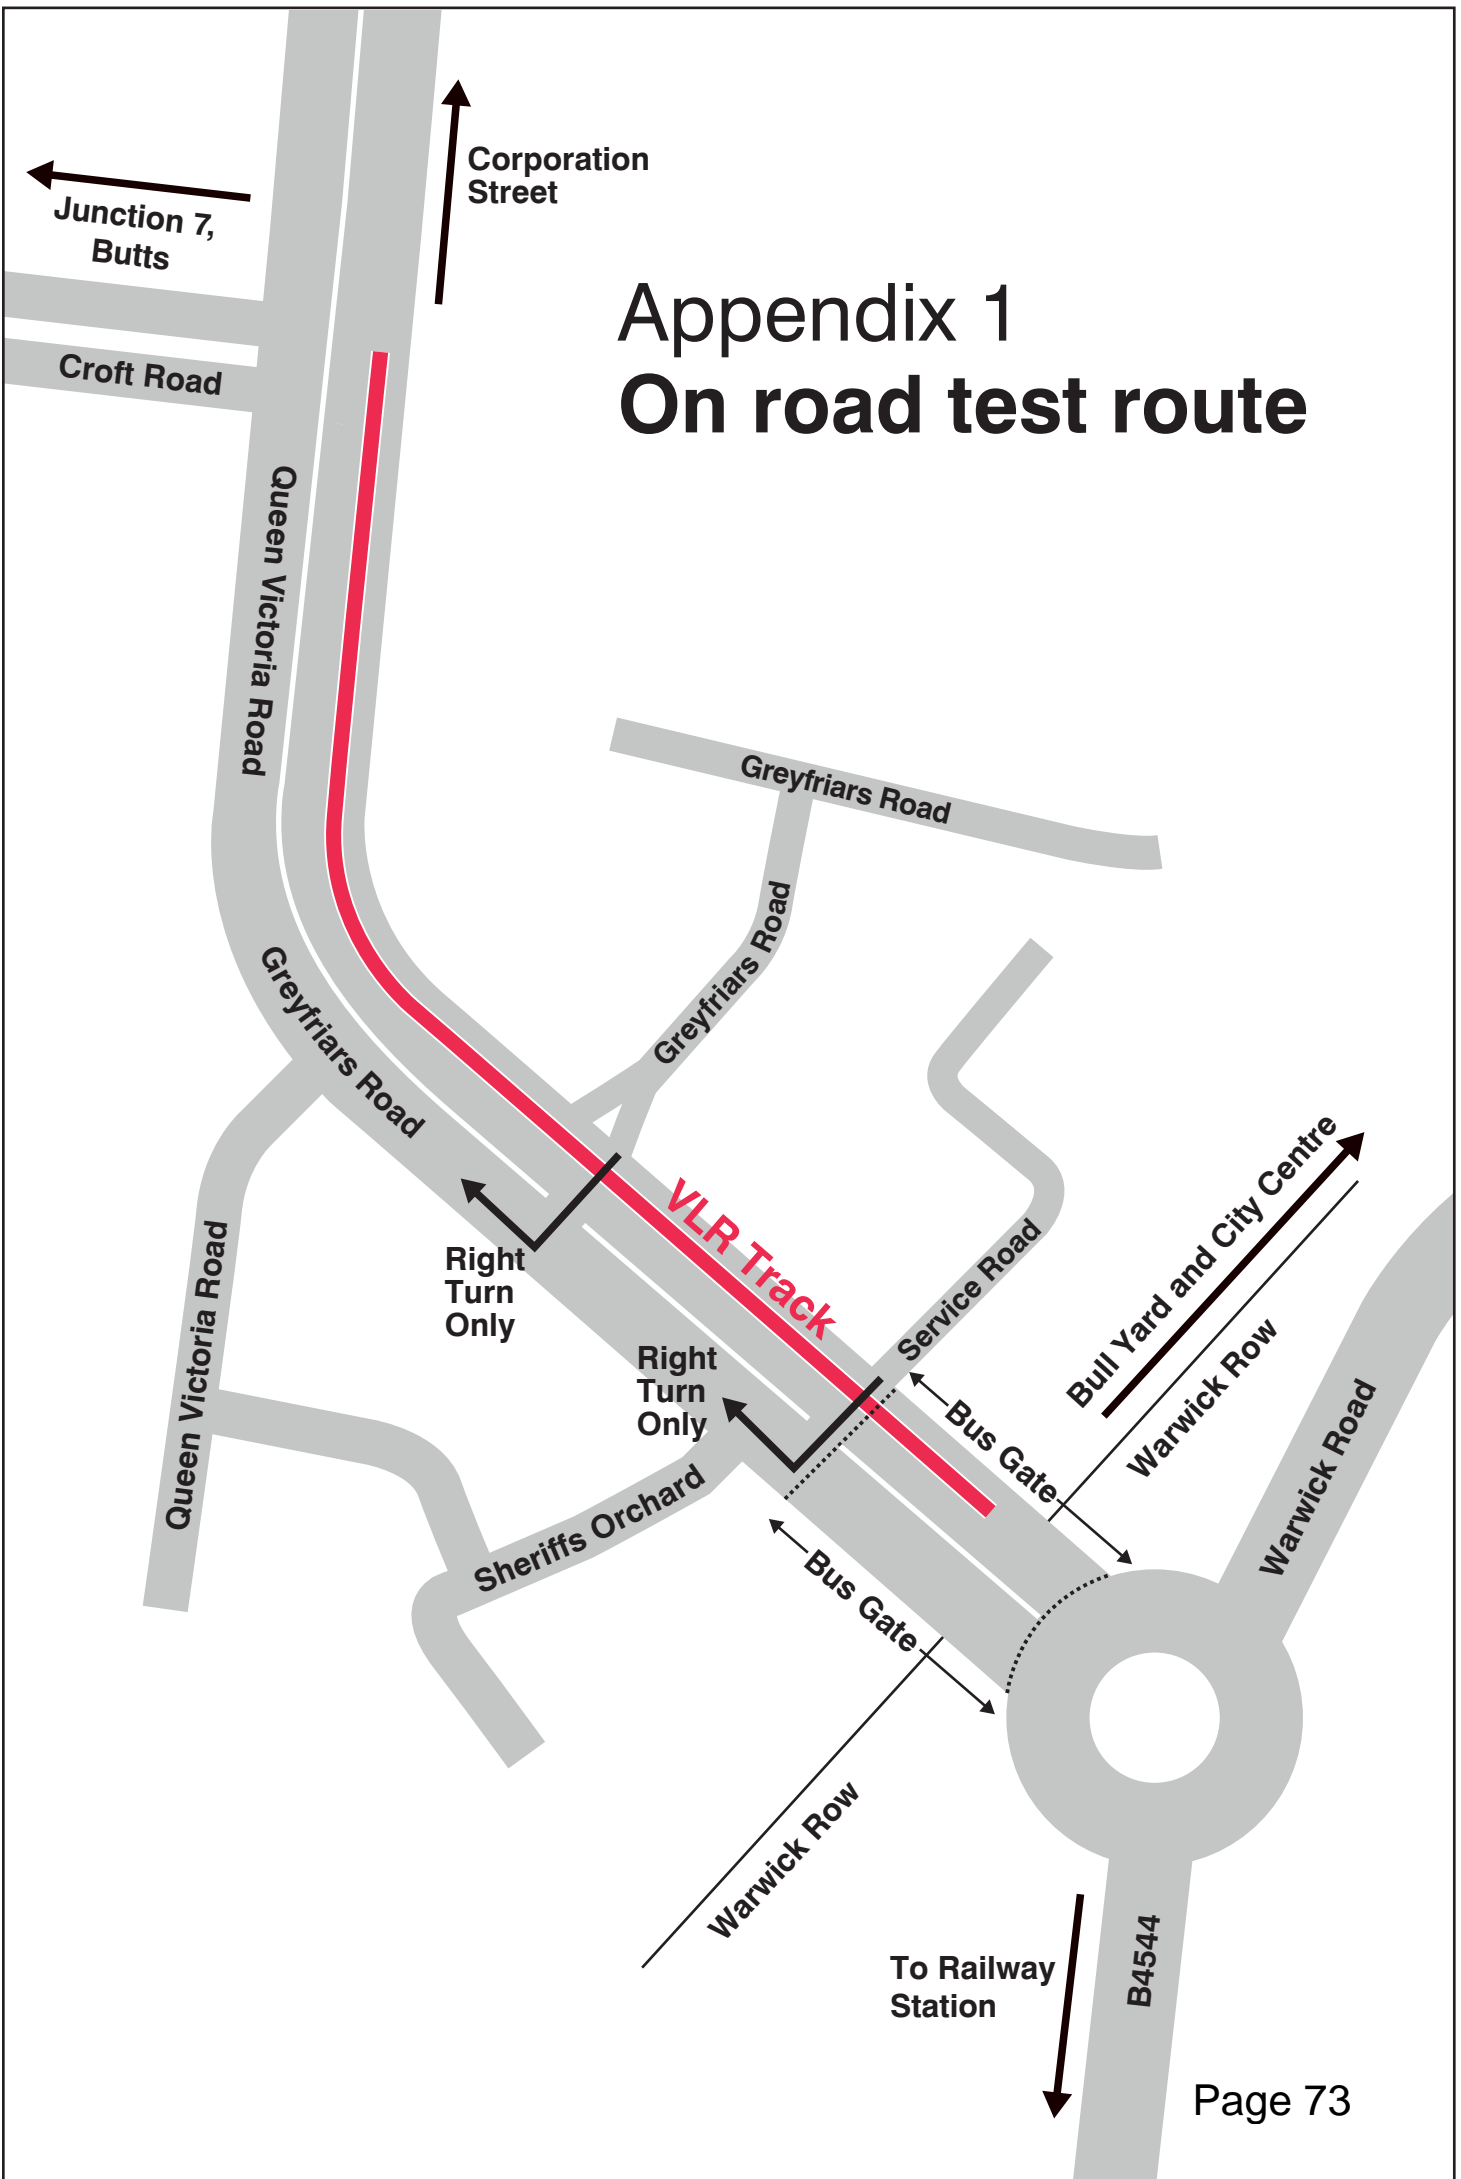 Corporation
Street
Junction 7,
Butts
Appendix 1
On road test route
Croft Road
Queen Victoria Road
Greyfriars Road
Greyfriars Road
Greyfriars Road
VLR Track
Right
Turn
Only
Right
Turn
Only
Service Road
Bull Yard and City Centre
Warwick Row
Warwick Road
Bus Gate
Queen Victoria Road
Sheriffs Orchard
Bus Gate
Warwick Row
To Railway
Station
B4544
Page 73